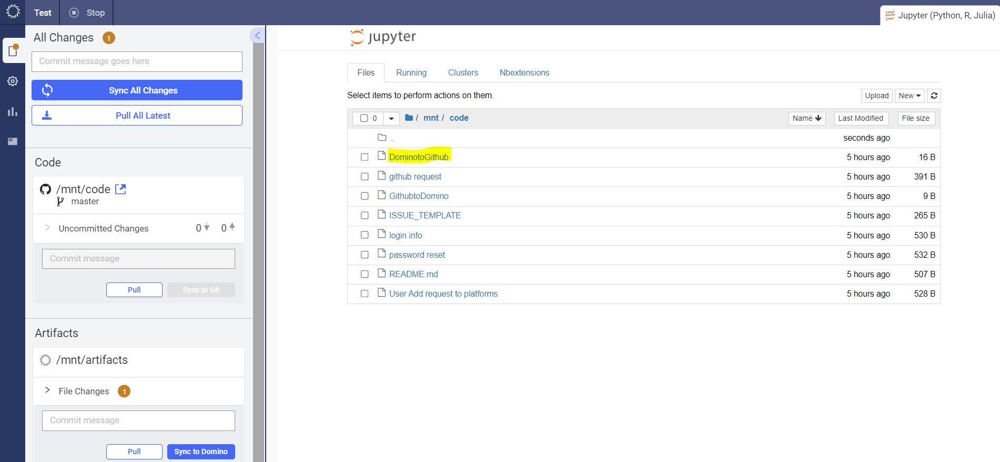 Test
Stop
Jupyter (Python, R, Julia)
All Changes 1
Commit message goes here
Sync All Changes
Pull All Latest
Code
/mnt/code
master
Uncommitted Changes 0 0
Commit message
Pull Sync to Git
Artifacts
/mnt/artifacts
File Changes 1
Commit message
Pull Sync to Domino
jupyter
Files Running Clusters Nbextensions
Select items to perform actions on them.
Upload New
0 / mnt / code Name Last Modified File size
.. seconds ago
DominotoGithub 5 hours ago 16 B
github request 5 hours ago 391 B
GithubtoDomino 5 hours ago 9 B
ISSUE_TEMPLATE 5 hours ago 265 B
login info 5 hours ago 530 B
password reset 5 hours ago 532 B
README.md 5 hours ago 507 B
User Add request to platforms 5 hours ago 528 B